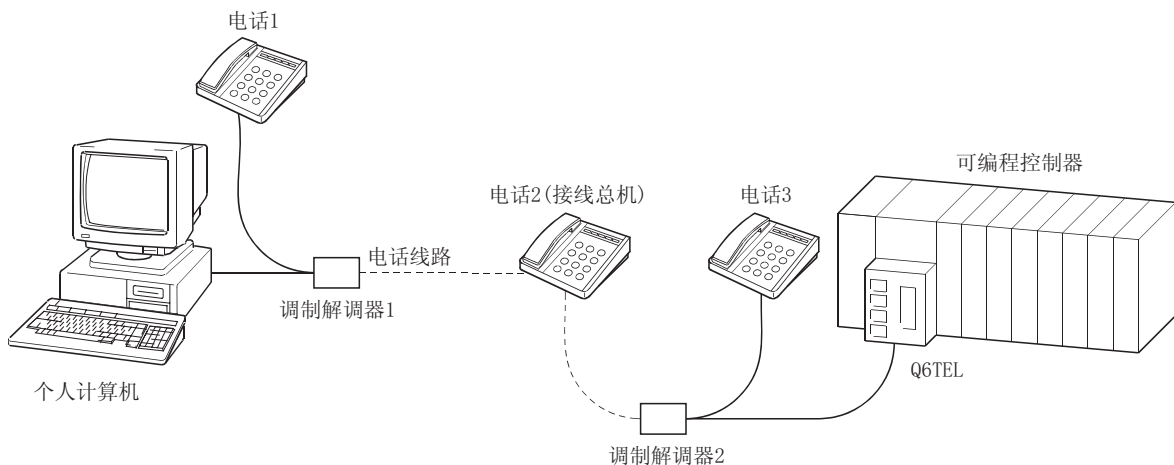 电话1
可编程控制器
电话2(接线总机)
电话3
电话线路
调制解调器1
Q6TEL
个人计算机
调制解调器2